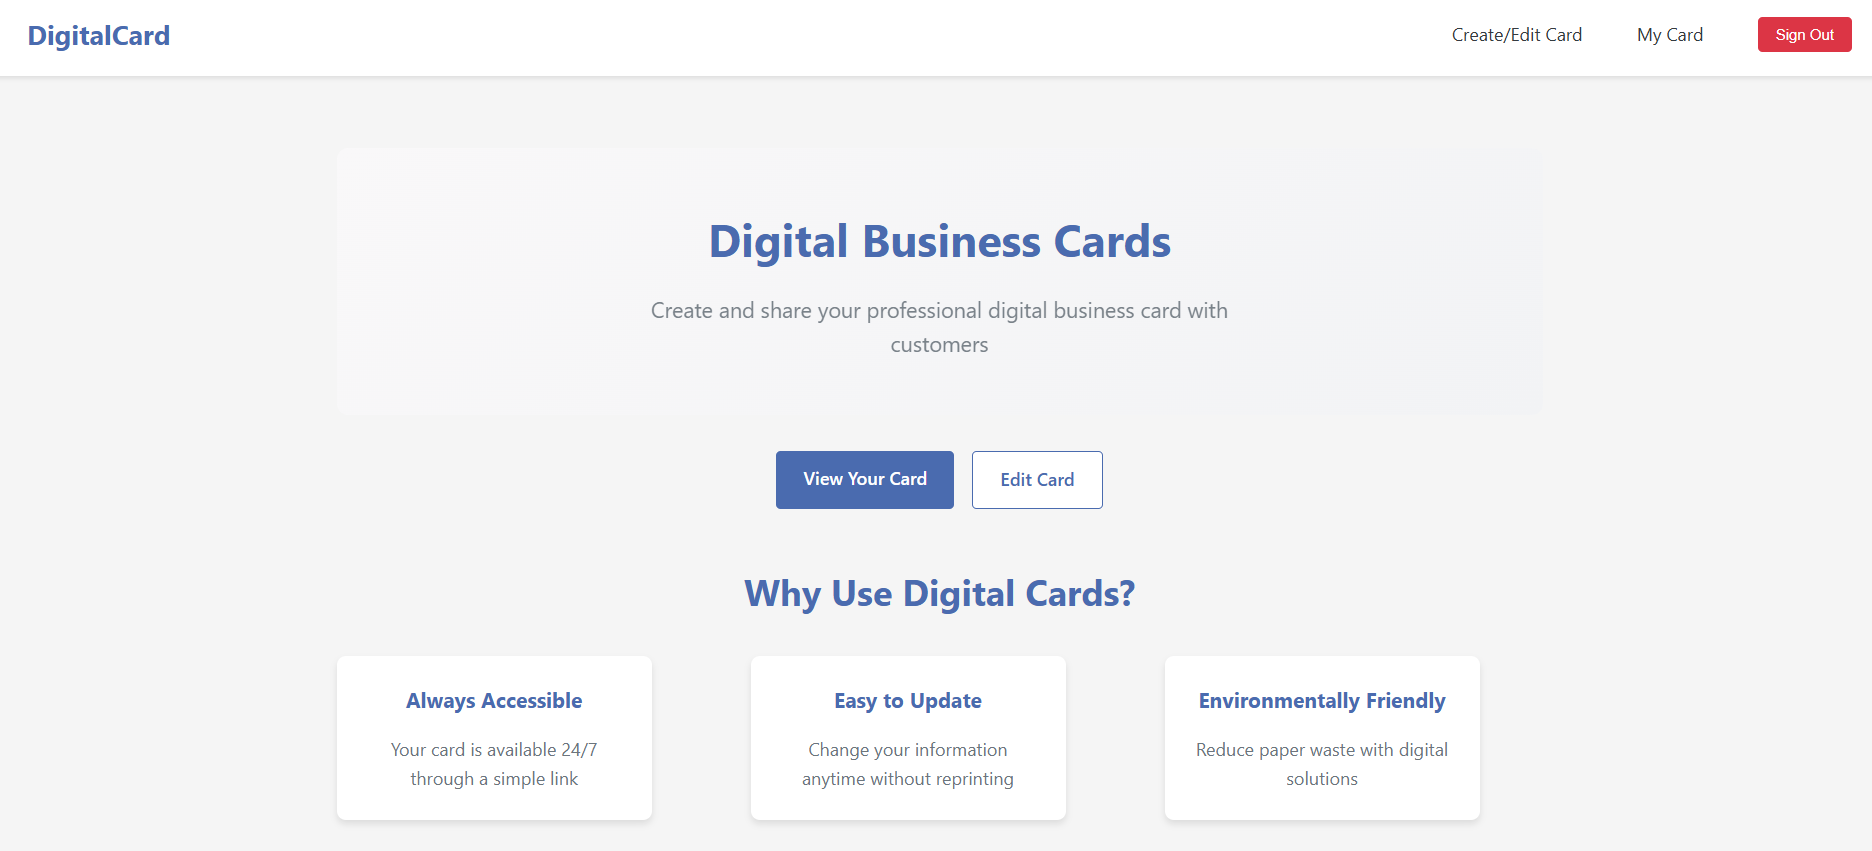 DigitalCard
Create/Edit Card
My Card
Sign Out
Digital Business Cards
Create and share your professional digital business card with
customers
View Your Card
Edit Card
Why Use Digital Cards?
Always Accessible
Your card is available 24/7
through a simple link
Easy to Update
Change your information
anytime without reprinting
Environmentally Friendly
Reduce paper waste with digital
solutions